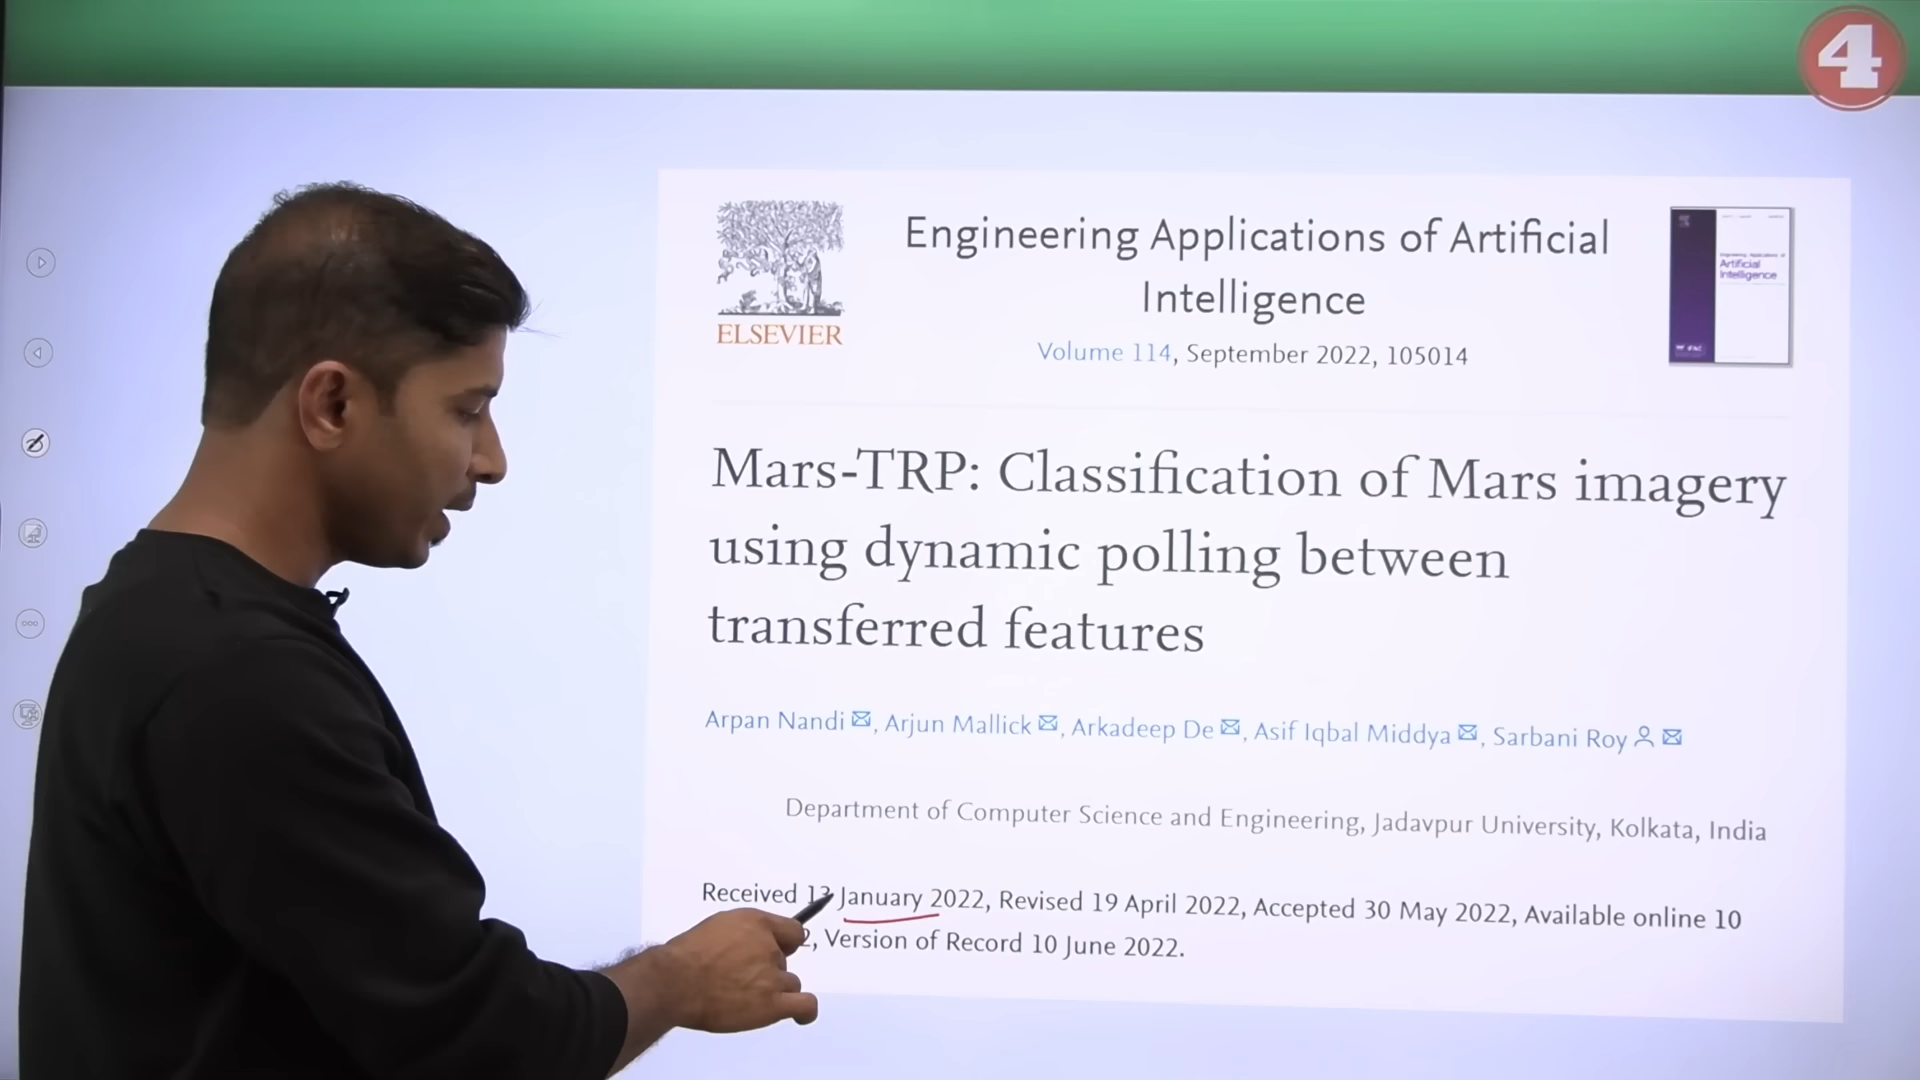 4
ELSEVIER
Engineering Applications of Artificial
Intelligence
Volume 114, September 2022, 105014
Artificial
Intelligence
Mars-TRP: Classification of Mars imagery
using dynamic polling between
transferred features
Arpan Nandi, Arjun Mallick, Arkadeep De, Asif Iqbal Middya, Sarbani Roy
Department of Computer Science and Engineering, Jadavpur University, Kolkata, India
Received January 2022, Revised 19 April 2022, Accepted 30 May 2022, Available online 10
2, Version of Record 10 June 2022.